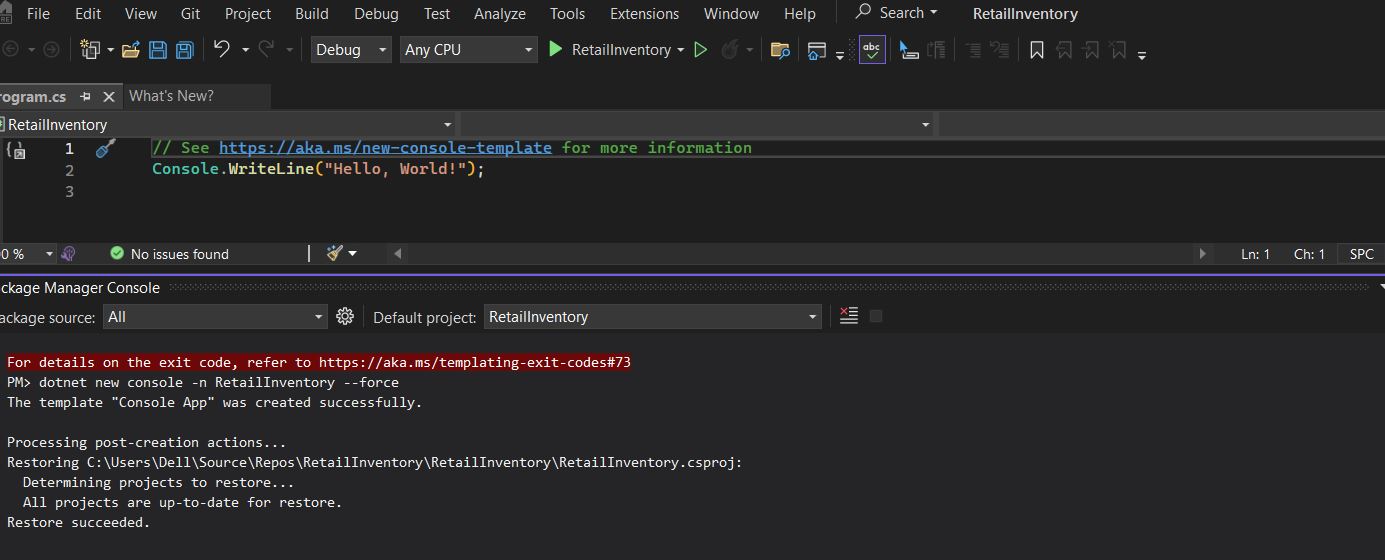 File Edit View Git Project Build Debug Test Analyze Tools Extensions Window Help Search RetailInventory
Debug Any CPU RetailInventory abc
rogram.cs What's New?
RetailInventory
1 // See https://aka.ms/new-console-template for more information
2 Console.WriteLine("Hello, World!");
3
0 % No issues found Ln: 1 Ch: 1 SPC
ckage Manager Console
ackage source: All Default project: RetailInventory
For details on the exit code, refer to https://aka.ms/templating-exit-codes#73
PM> dotnet new console -n RetailInventory --force
The template "Console App" was created successfully.
Processing post-creation actions...
Restoring C:\Users\Dell\Source\Repos\RetailInventory\RetailInventory\RetailInventory.csproj:
Determining projects to restore...
All projects are up-to-date for restore.
Restore succeeded.